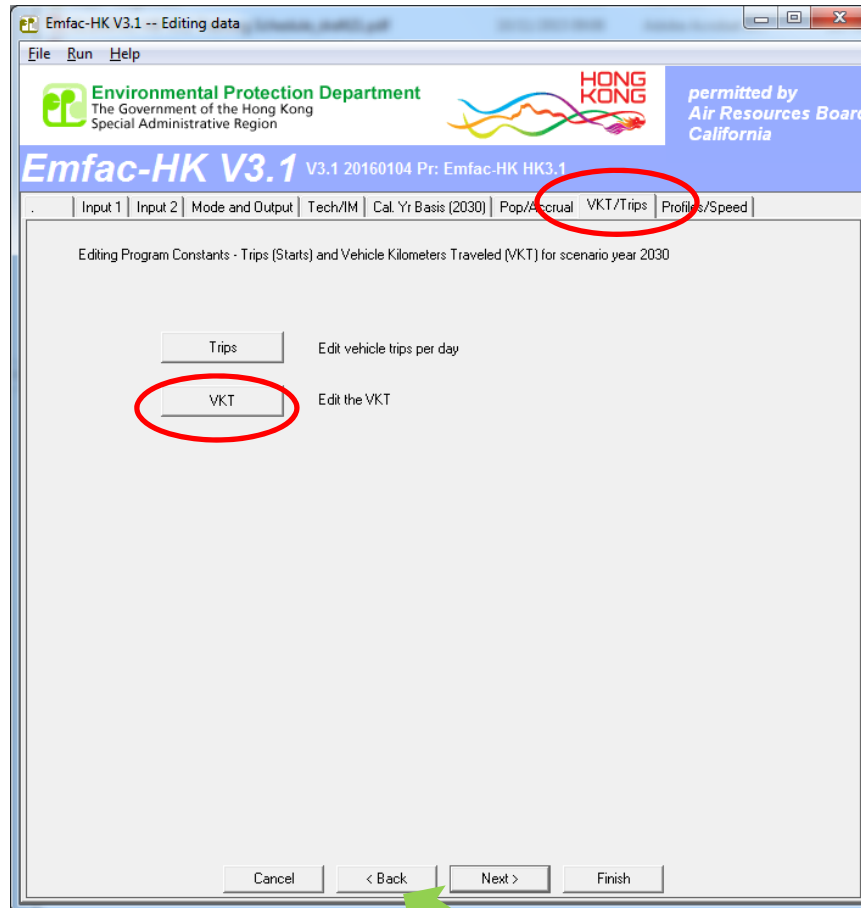 Emfac-HK V3.1 -- Editing data
File Run Help
Environmental Protection Department
The Government of the Hong Kong
Special Administrative Region
HONG
KONG
permitted by
Air Resources Board
California
Emfac-HK V3.1 V3.1 20160104 Pr: Emfac-HK HK3.1
. Input 1 Input 2 Mode and Output Tech/IM Cal. Yr Basis (2030) Pop/Accrual VKT/Trips Profiles/Speed
Editing Program Constants - Trips (Starts) and Vehicle Kilometers Traveled (VKT) for scenario year 2030
Trips Edit vehicle trips per day
VKT Edit the VKT
Cancel < Back Next > Finish